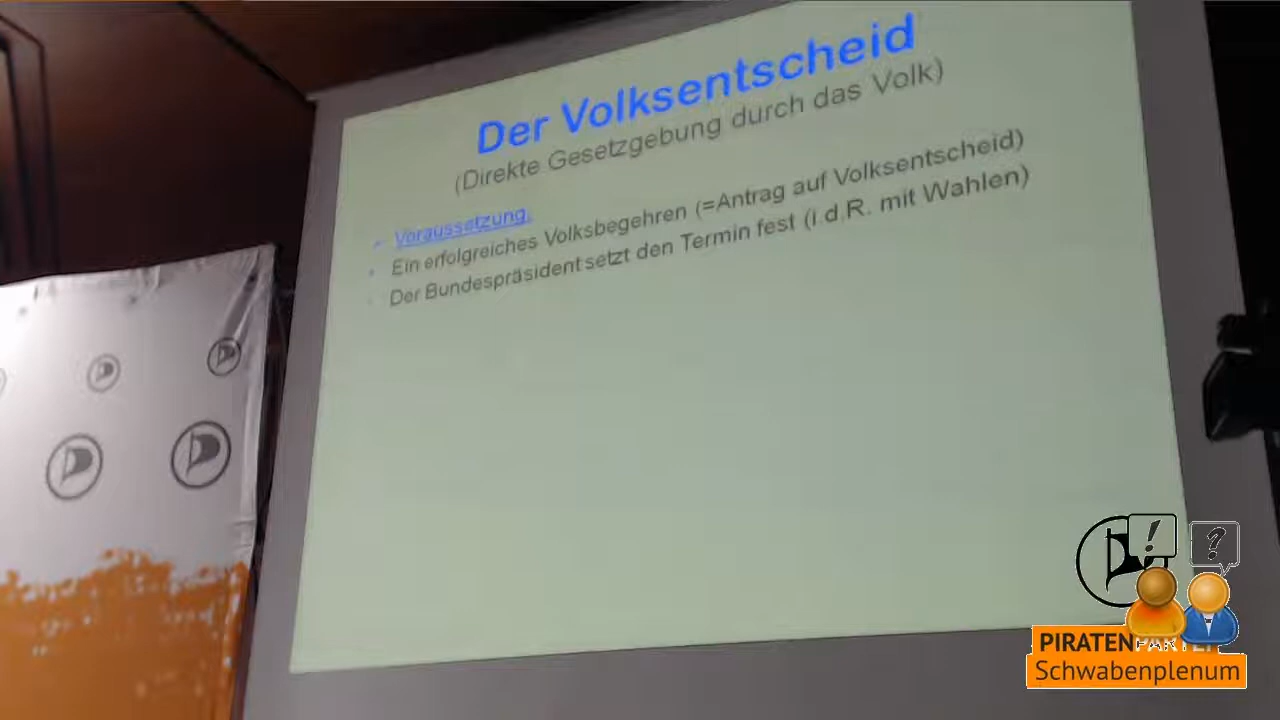 Der Volksentscheid
(Direkte Gesetzgebung durch das Volk)
Voraussetzung:
Ein erfolgreiches Volksbegehren (=Antrag auf Volksentscheid)
Der Bundespräsident setzt den Termin fest (i.d.R. mit Wahlen)
!
?
PIRATENPARTEI
Schwabenplenum